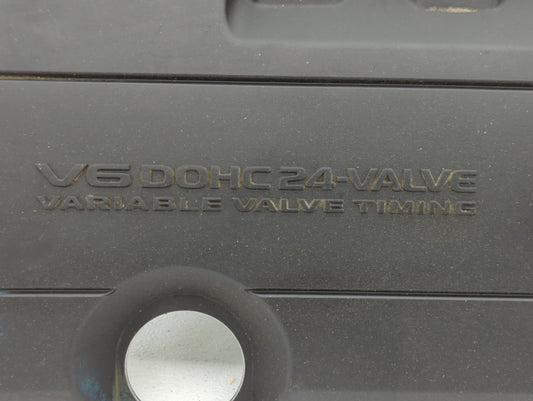 V6 DOHC 24-VALVE
VARIABLE VALVE TIMING